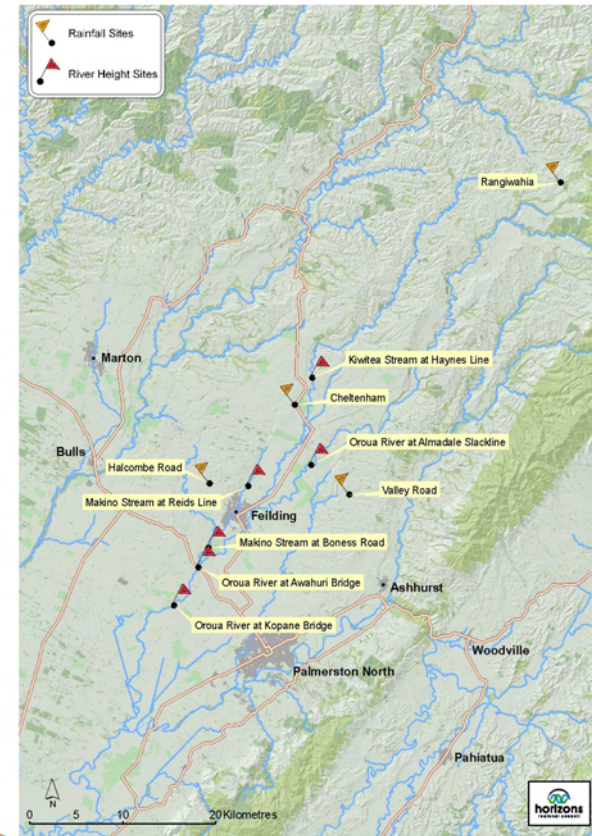 Rainfall Sites
River Height Sites
Rangiwahia
Marton
Kiwitea Stream at Haynes Line
Cheltenham
Oroua River at Almadale Slackline
Bulls
Halcombe Road
Valley Road
Makino Stream at Reids Line
Feilding
Makino Stream at Boness Road
Oroua River at Awahuri Bridge
Ashhurst
Oroua River at Kopane Bridge
Woodville
Palmerston North
Pahiatua
N
0 5 10 20 Kilometres
horizons
regional council